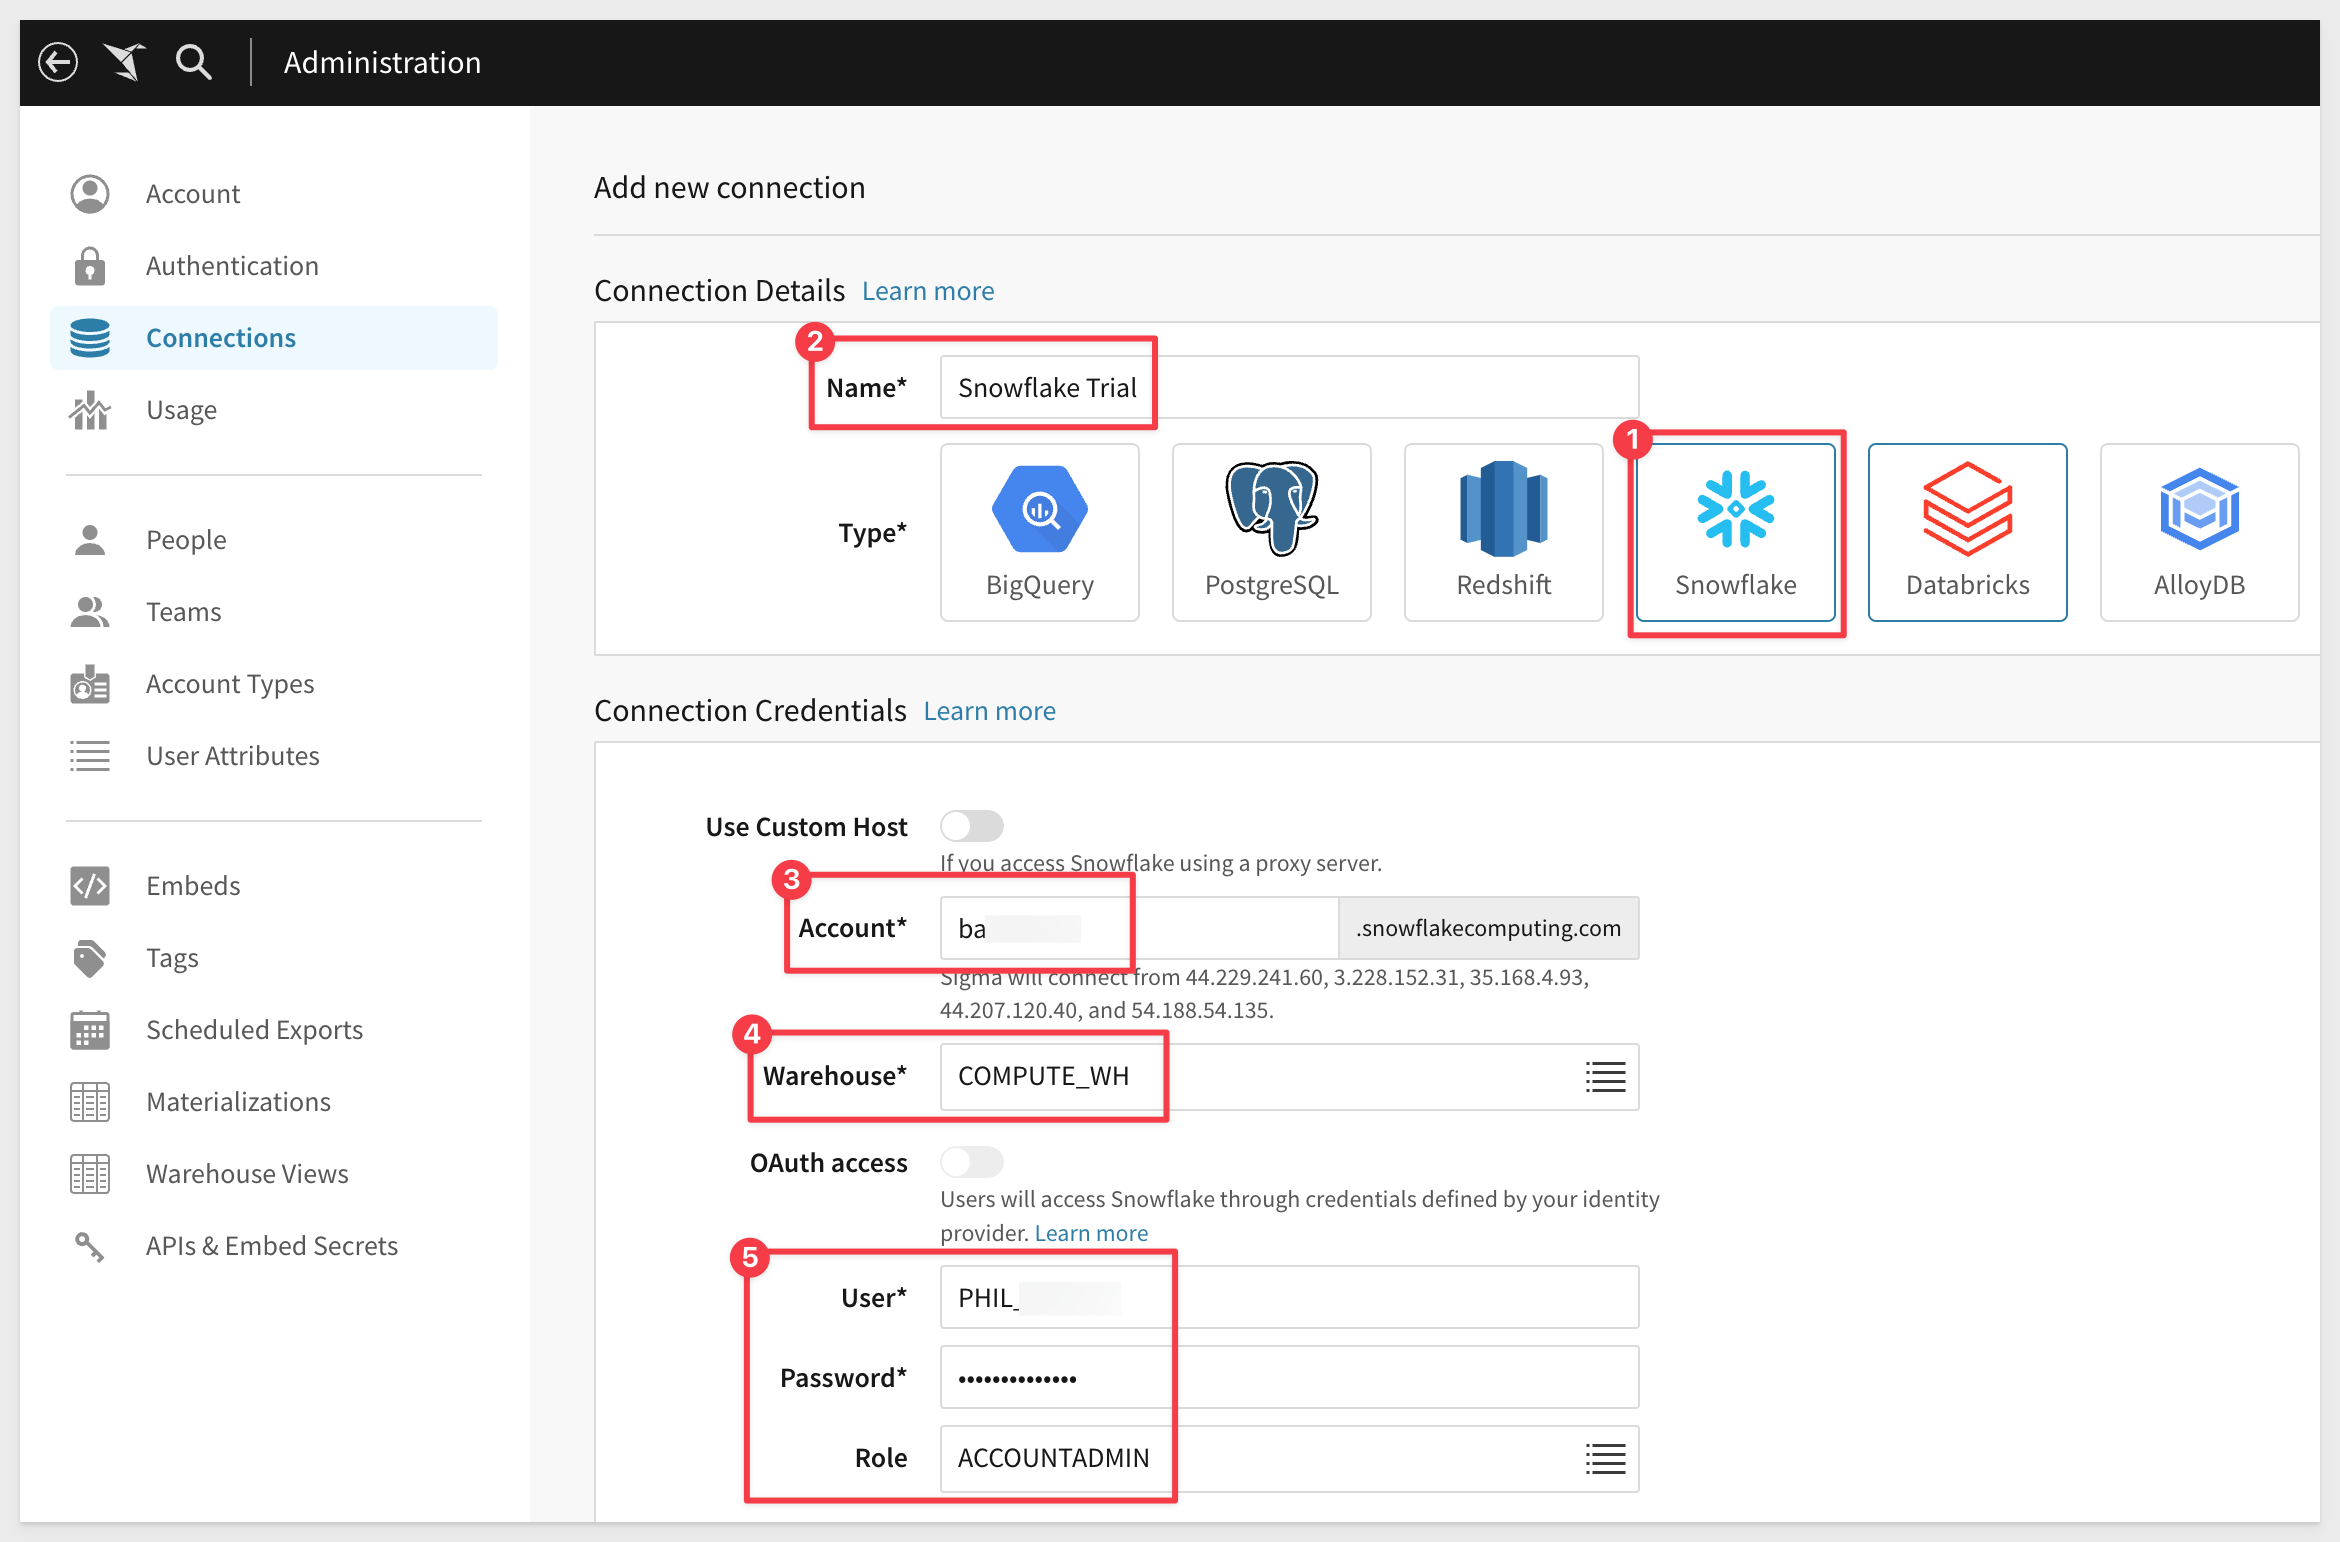 Administration
Account
Authentication
Connections
Usage
People
Teams
Account Types
User Attributes
Embeds
Tags
Scheduled Exports
Materializations
Warehouse Views
APIs & Embed Secrets
Add new connection
Connection Details Learn more
2
Name* Snowflake Trial
1
Type*
BigQuery PostgreSQL Redshift Snowflake Databricks AlloyDB
Connection Credentials Learn more
Use Custom Host
If you access Snowflake using a proxy server.
3
Account* ba .snowflakecomputing.com
Sigma will connect from 44.229.241.60, 3.228.152.31, 35.168.4.93,
44.207.120.40, and 54.188.54.135.
4
Warehouse* COMPUTE_WH
OAuth access
Users will access Snowflake through credentials defined by your identity
provider. Learn more
5
User* PHIL_
Password* ••••••••••••••
Role ACCOUNTADMIN